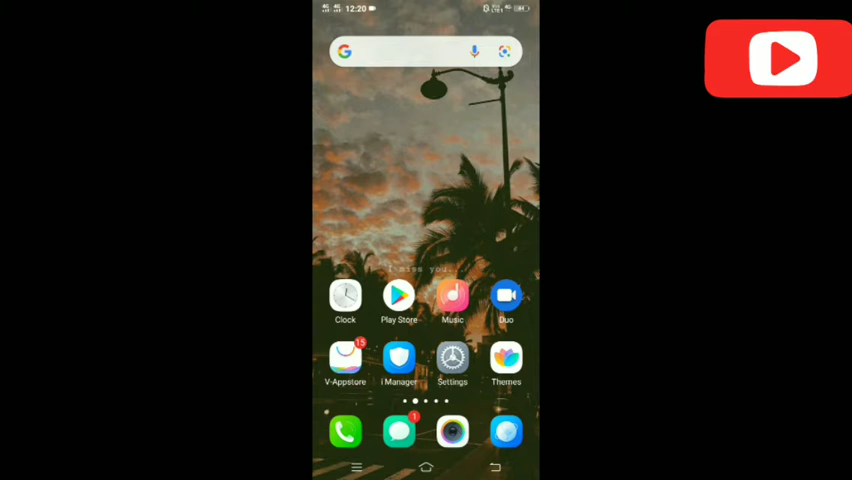 12:20
I miss you...
Clock Play Store Music Duo
15
V-Appstore i Manager Settings Themes
1